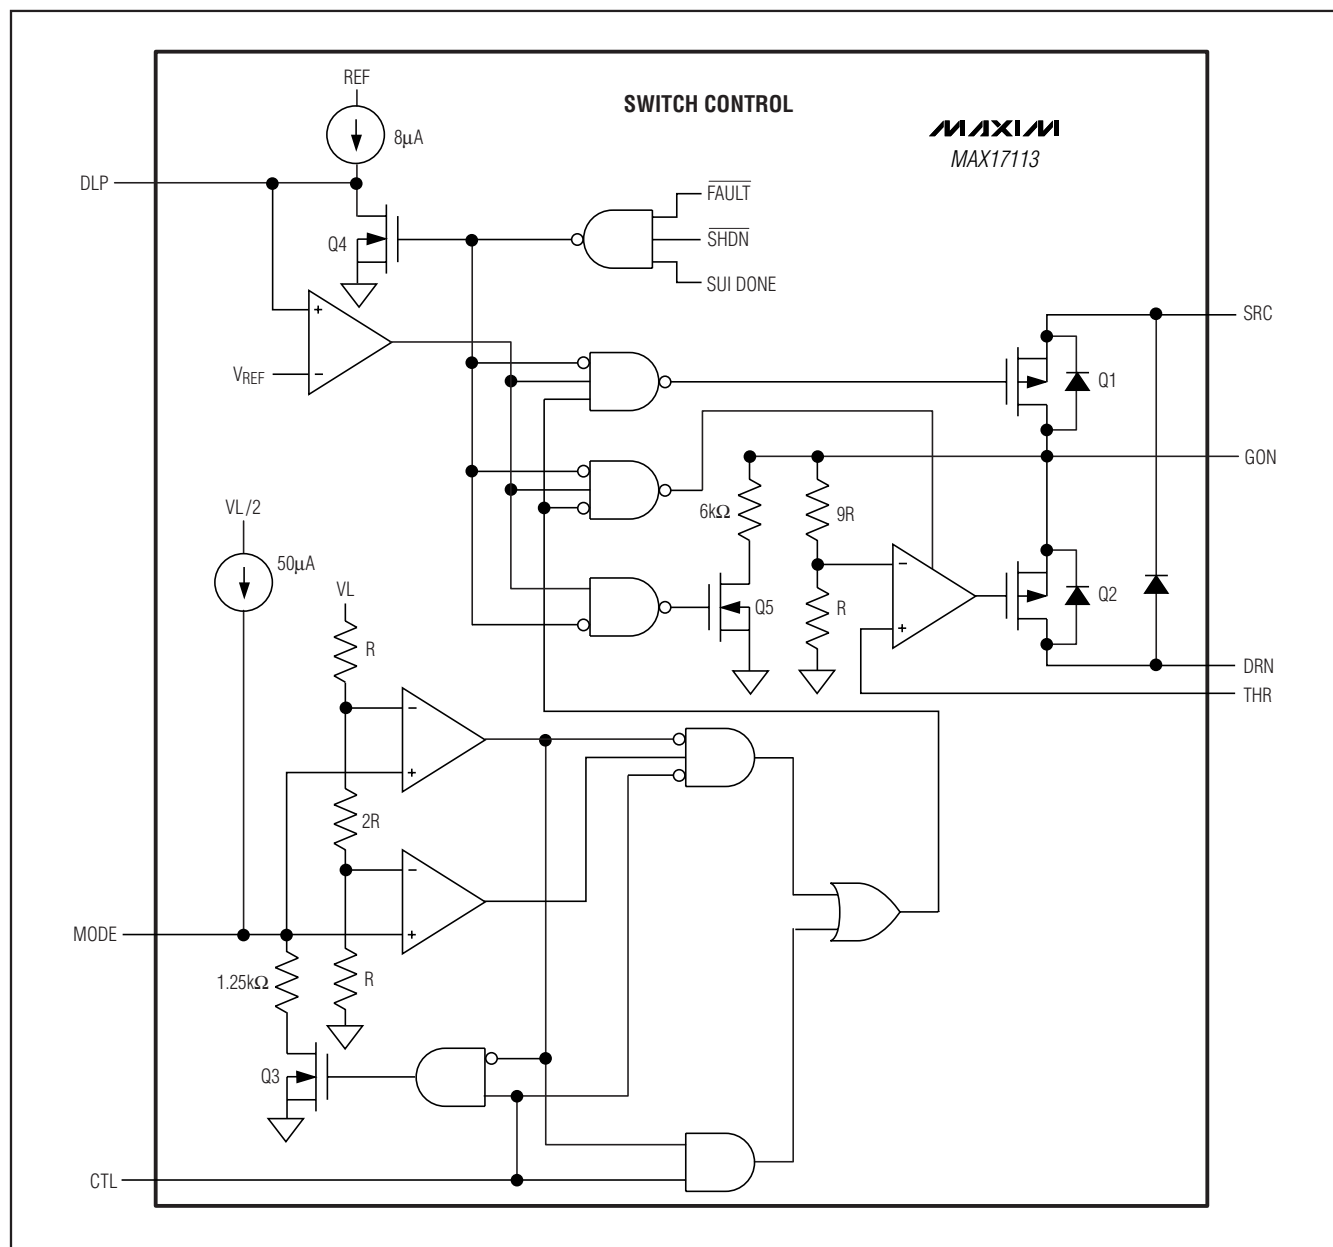 SWITCH CONTROL
MAXIM
MAX17113
REF
8µA
DLP
Q4
FAULT
SHDN
SUI DONE
+
VREF
−
SRC
Q1
GON
6kΩ
9R
VL/2
50µA
VL
R
Q5
R
−
+
Q2
DRN
THR
−
+
2R
−
+
MODE
1.25kΩ
R
Q3
CTL